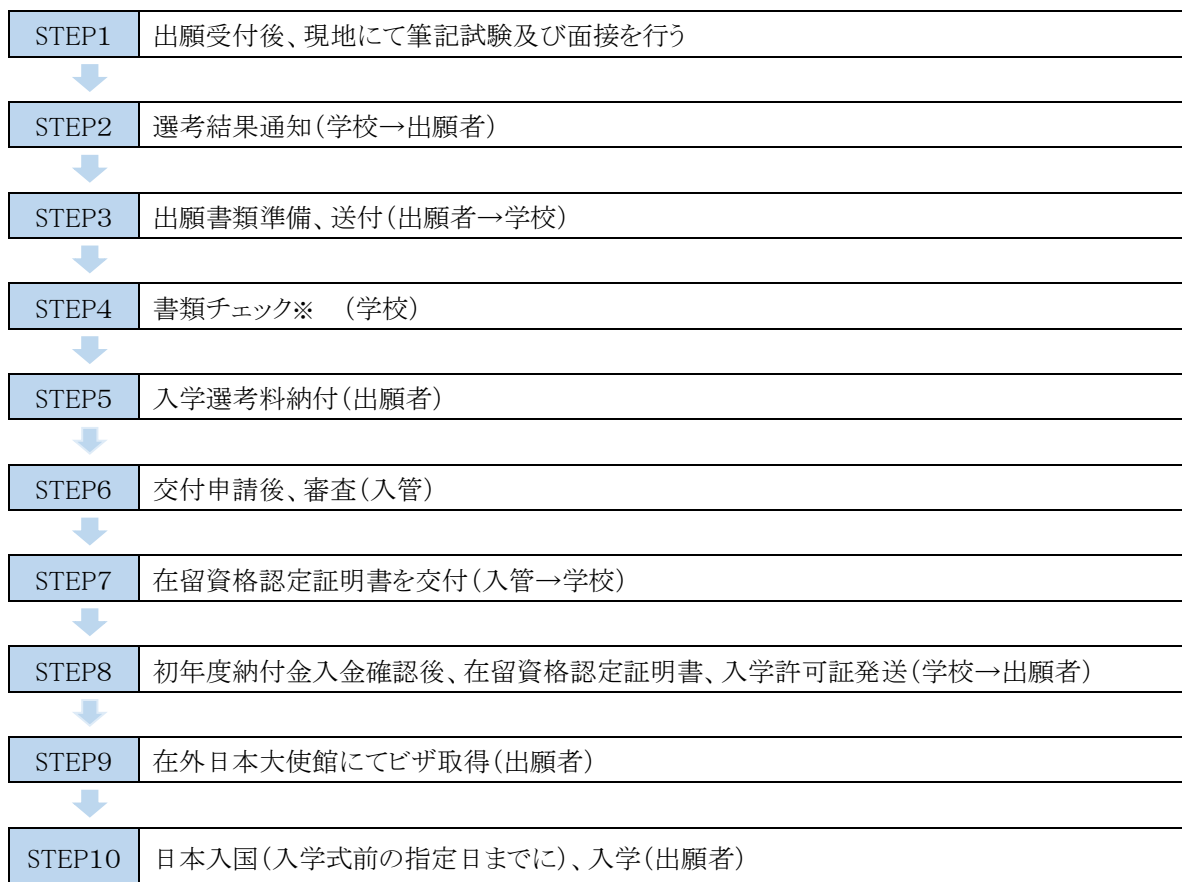 STEP1 出願受付後、現地にて筆記試験及び面接を行う
STEP2 選考結果通知(学校→出願者)
STEP3 出願書類準備、送付(出願者→学校)
STEP4 書類チェック※ (学校)
STEP5 入学選考料納付(出願者)
STEP6 交付申請後、審査(入管)
STEP7 在留資格認定証明書を交付(入管→学校)
STEP8 初年度納付金入金確認後、在留資格認定証明書、入学許可証発送(学校→出願者)
STEP9 在外日本大使館にてビザ取得(出願者)
STEP10 日本入国(入学式前の指定日までに)、入学(出願者)